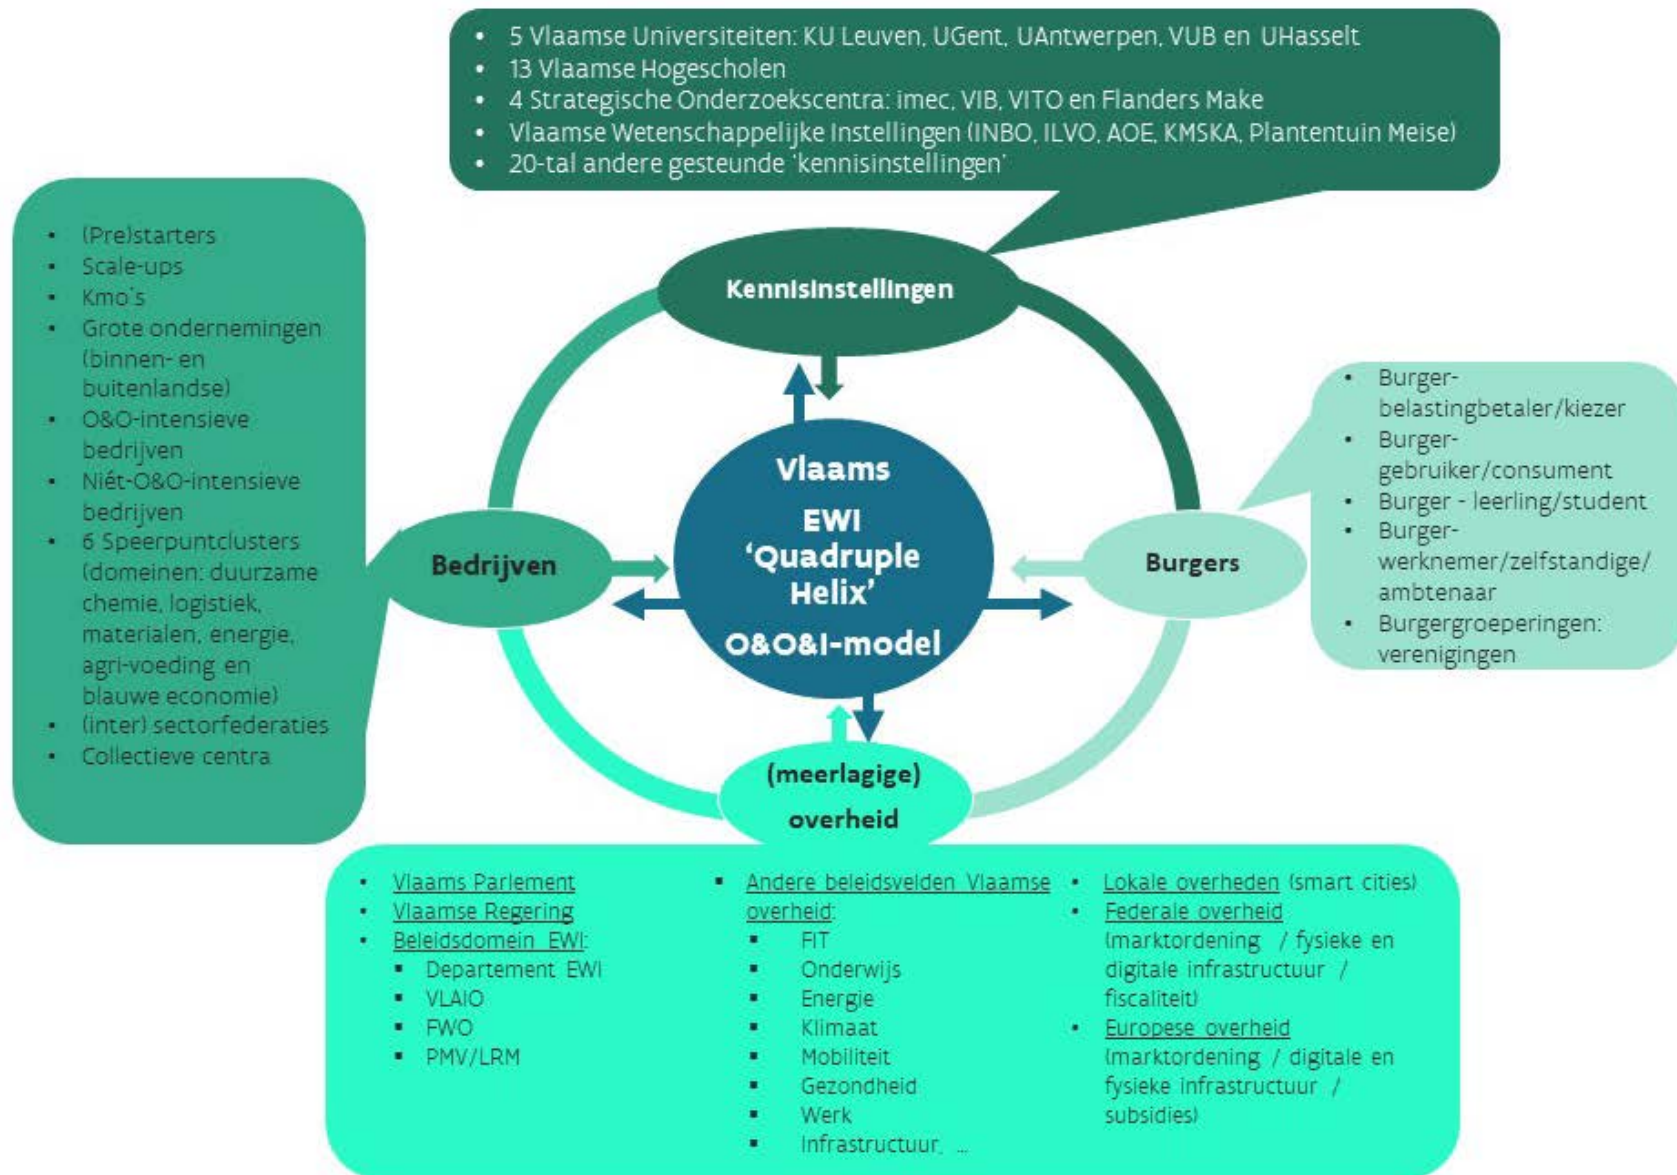 • 5 Vlaamse Universiteiten: KU Leuven, UGent, UAntwerpen, VUB en UHasselt
• 13 Vlaamse Hogescholen
• 4 Strategische Onderzoekscentra: imec, VIB, VITO en Flanders Make
• Vlaamse Wetenschappelijke Instellingen (INBO, ILVO, AOE, KMSKA, Plantentuin Meise)
• 20-tal andere gesteunde ‘kennisinstellingen’
• (Pre)starters
• Scale-ups
• Kmo's
• Grote ondernemingen
(binnen- en
buitenlandse)
• O&O-intensieve
bedrijven
• Niét-O&O-intensieve
bedrijven
• 6 Speerpuntclusters
(domeinen: duurzame
chemie, logistiek,
materialen, energie,
agri-voeding en
blauwe economie)
• (inter) sectorfederaties
• Collectieve centra
Kennisinstellingen
Bedrijven
Vlaams
EWI
‘Quadruple
Helix’
O&O&I-model
Burgers
• Burger-
belastingbetaler/kiezer
• Burger-
gebruiker/consument
• Burger - leerling/student
• Burger-
werknemer/zelfstandige/
ambtenaar
• Burgergroeperingen:
verenigingen
(meerlagige)
overheid
• Vlaams Parlement
• Vlaamse Regering
• Beleidsdomein EWI:
▪ Departement EWI
▪ VLAIO
▪ FWO
▪ PMV/LRM
▪ Andere beleidsvelden Vlaamse
overheid:
▪ FIT
▪ Onderwijs
▪ Energie
▪ Klimaat
▪ Mobiliteit
▪ Gezondheid
▪ Werk
▪ Infrastructuur, …
• Lokale overheden (smart cities)
• Federale overheid
(marktordening / fysieke en
digitale infrastructuur /
fiscaliteit)
• Europese overheid
(marktordening / digitale en
fysieke infrastructuur /
subsidies)